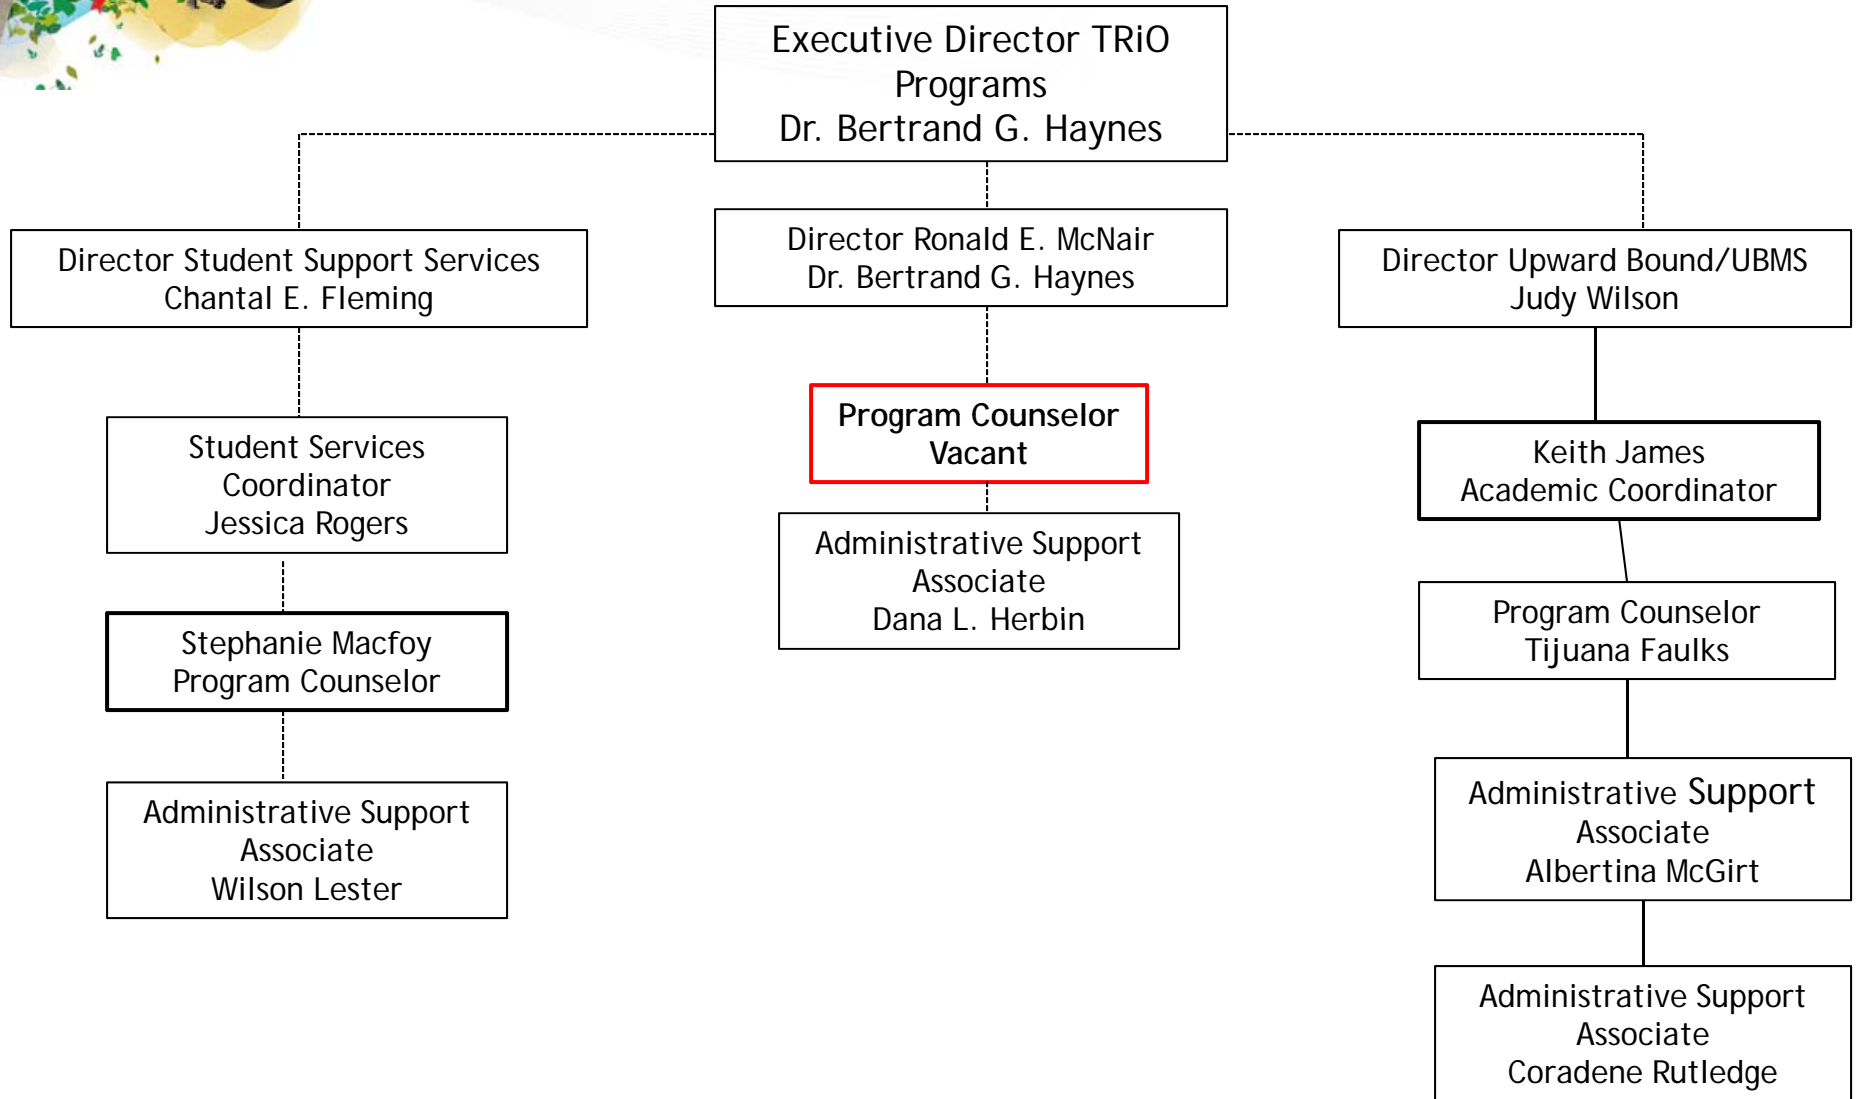 Executive Director TRiO
Programs
Dr. Bertrand G. Haynes
Director Student Support Services
Chantal E. Fleming
Director Ronald E. McNair
Dr. Bertrand G. Haynes
Director Upward Bound/UBMS
Judy Wilson
Student Services
Coordinator
Jessica Rogers
Program Counselor
Vacant
Keith James
Academic Coordinator
Stephanie Macfoy
Program Counselor
Administrative Support
Associate
Dana L. Herbin
Program Counselor
Tijuana Faulks
Administrative Support
Associate
Wilson Lester
Administrative Support
Associate
Albertina McGirt
Administrative Support
Associate
Coradene Rutledge